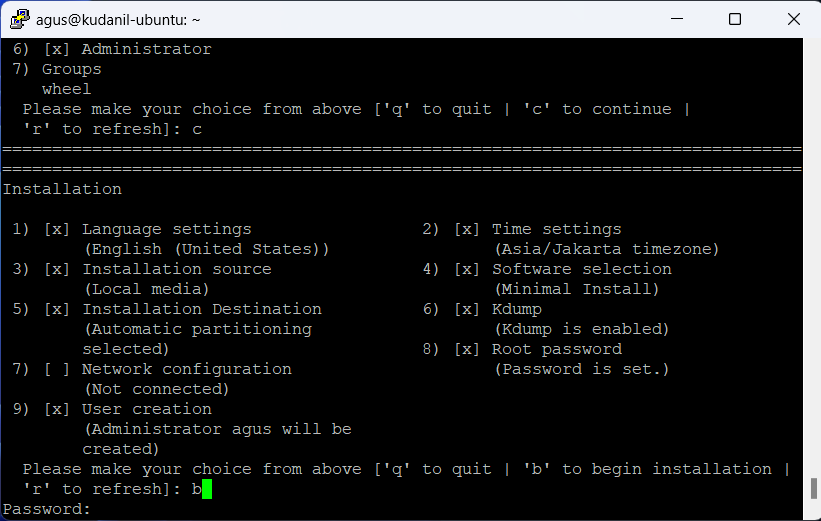 agus@kudanil-ubuntu: ~
6) [x] Administrator
7) Groups
wheel
Please make your choice from above ['q' to quit | 'c' to continue |
'r' to refresh]: c
================================================================================
================================================================================
Installation
1) [x] Language settings 2) [x] Time settings
(English (United States)) (Asia/Jakarta timezone)
3) [x] Installation source 4) [x] Software selection
(Local media) (Minimal Install)
5) [x] Installation Destination 6) [x] Kdump
(Automatic partitioning (Kdump is enabled)
selected) 8) [x] Root password
7) [ ] Network configuration (Password is set.)
(Not connected)
9) [x] User creation
(Administrator agus will be
created)
Please make your choice from above ['q' to quit | 'b' to begin installation |
'r' to refresh]: b
Password: